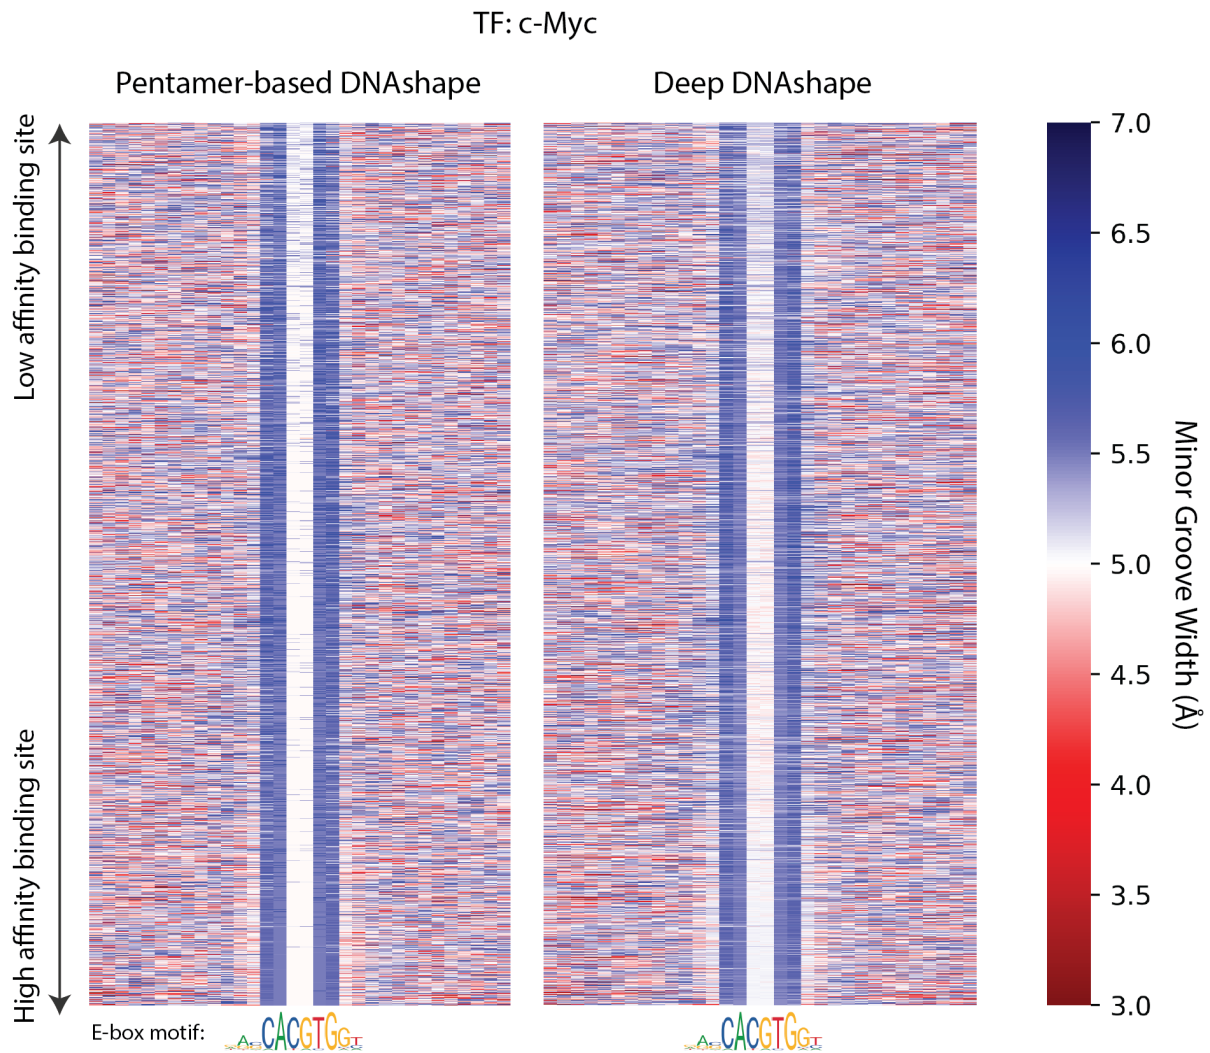 TF: c-Myc
Pentamer-based DNAshape
Deep DNAshape
Low affinity binding site
High affinity binding site
7.0
6.5
6.0
5.5
5.0
4.5
4.0
3.5
3.0
Minor Groove Width (Å)
E-box motif:
ACCACGTGGT
ACCACGTGGT